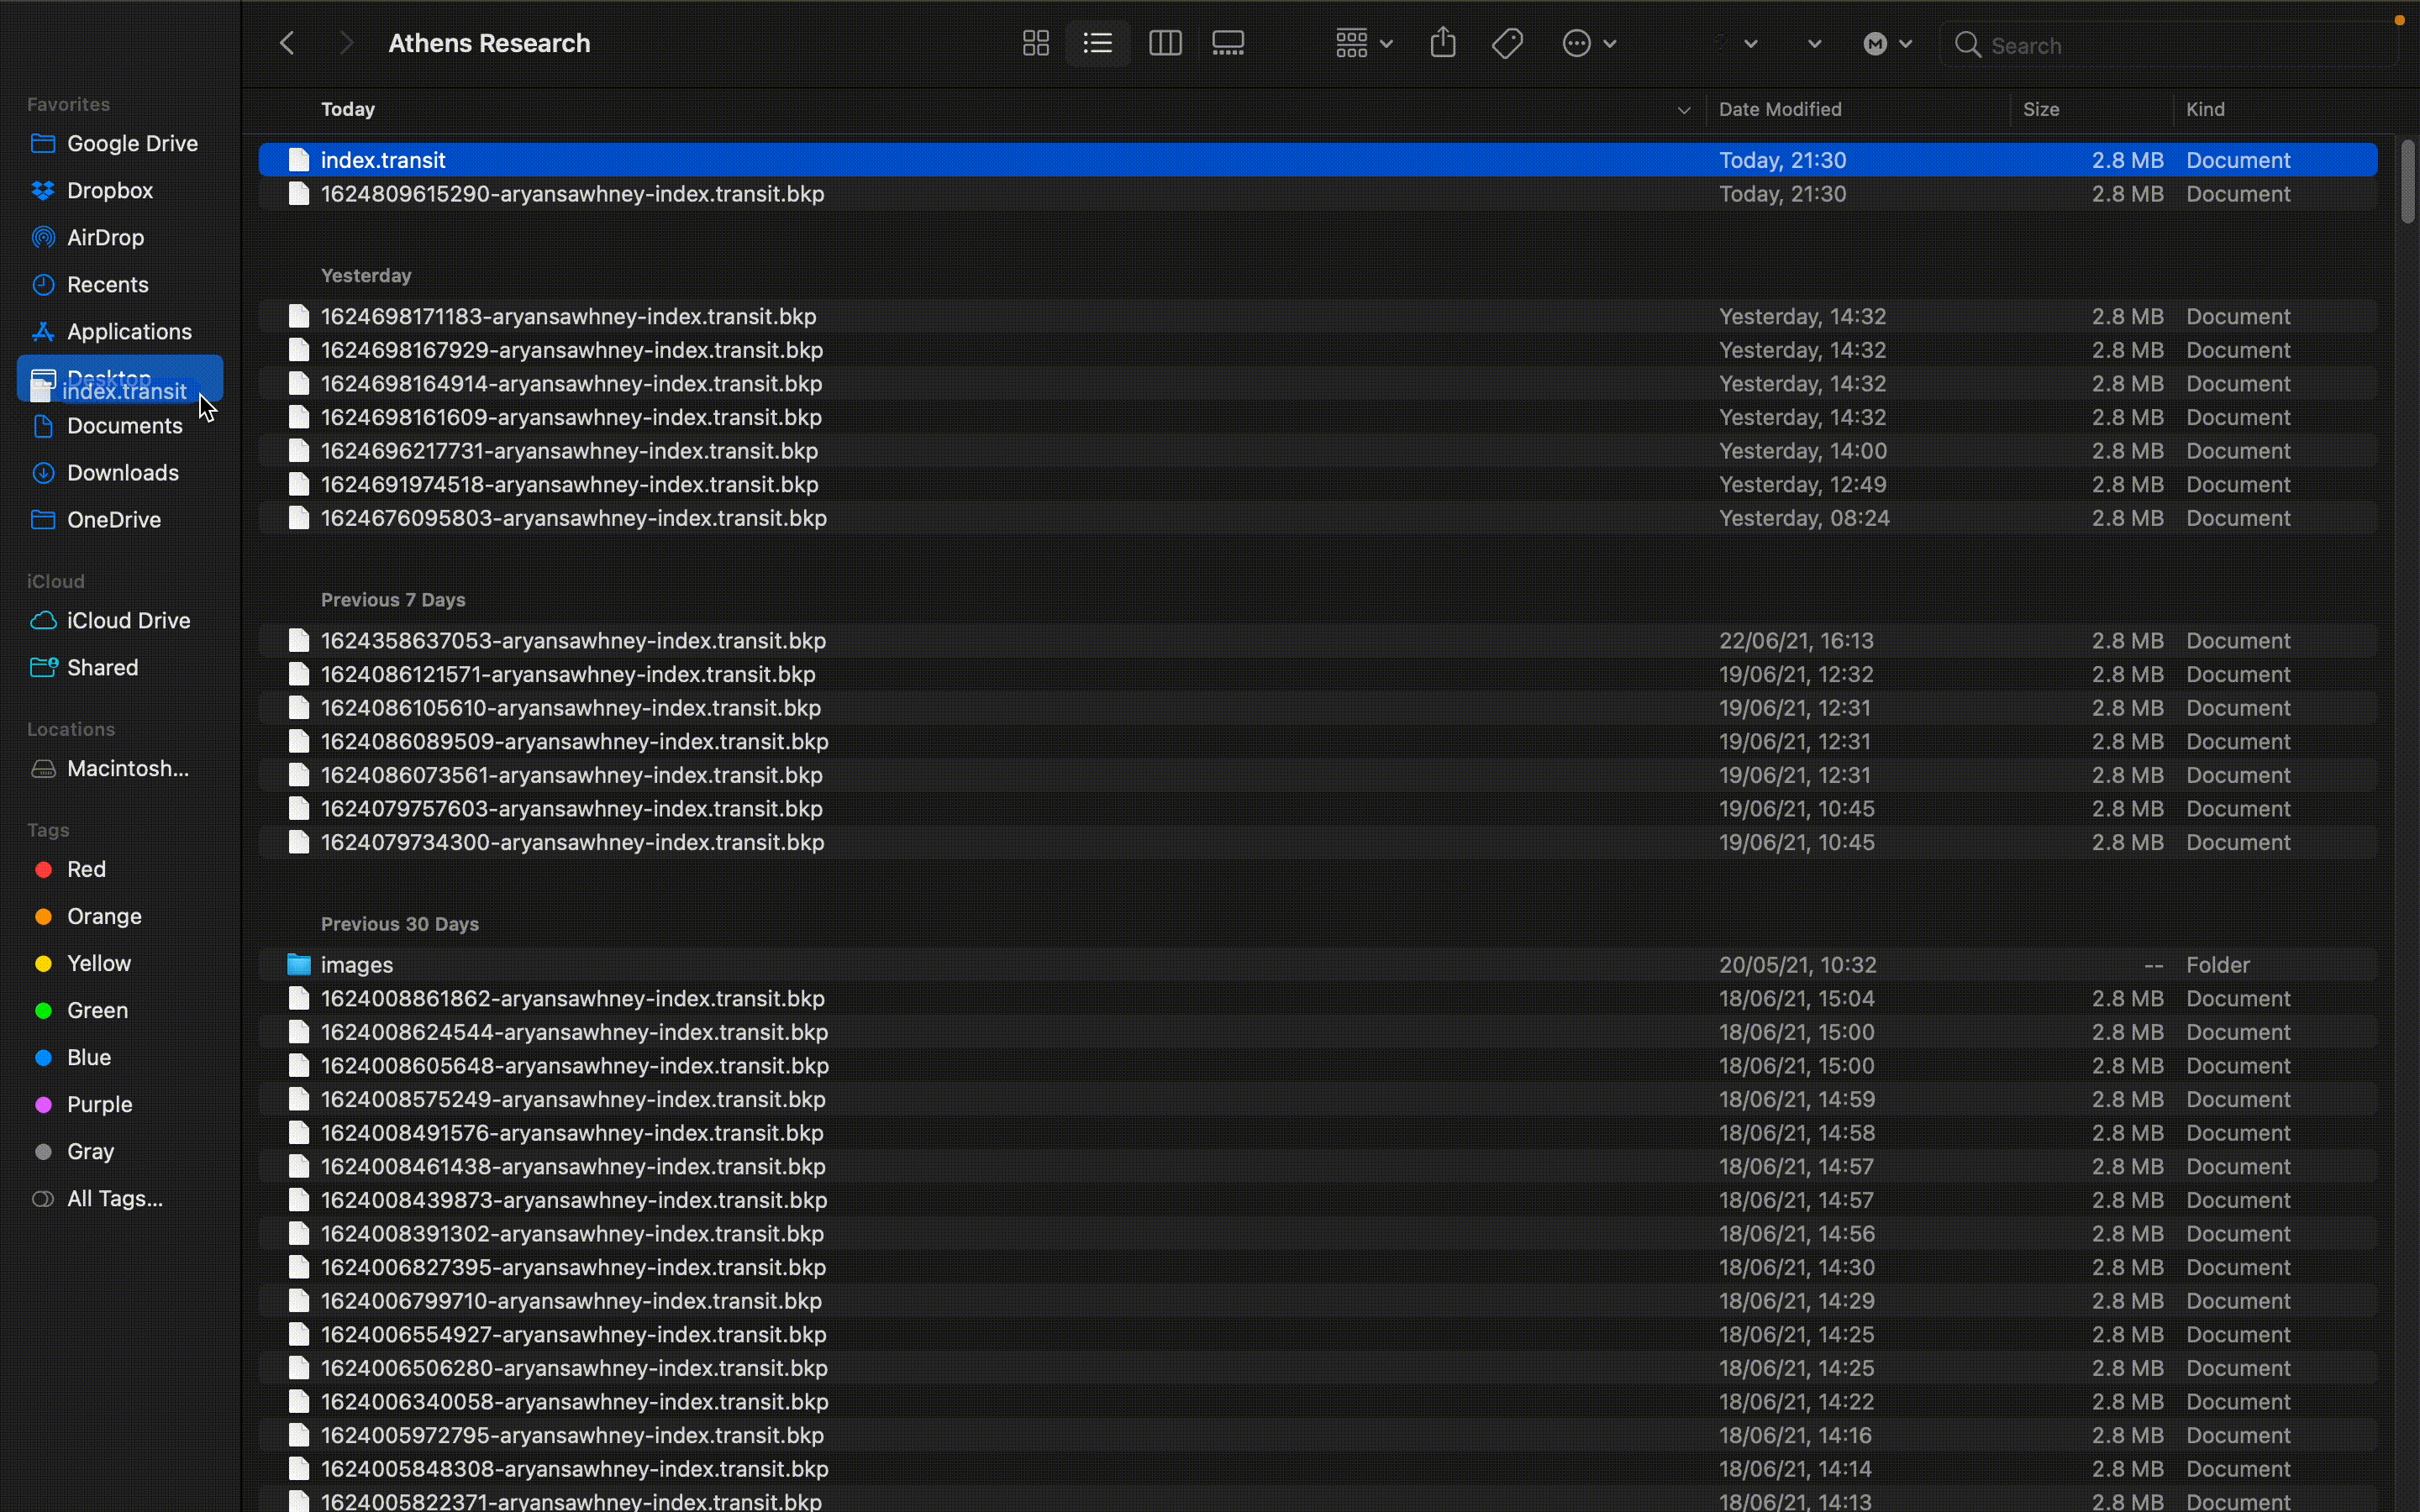 Athens Research
Search
Favorites
Google Drive
Dropbox
AirDrop
Recents
Applications
Desktop
index.transit
Documents
Downloads
OneDrive
iCloud
iCloud Drive
Shared
Locations
Macintosh...
Tags
Red
Orange
Yellow
Green
Blue
Purple
Gray
All Tags...
Today Date Modified Size Kind
index.transit Today, 21:30 2.8 MB Document
1624809615290-aryansawhney-index.transit.bkp Today, 21:30 2.8 MB Document
Yesterday
1624698171183-aryansawhney-index.transit.bkp Yesterday, 14:32 2.8 MB Document
1624698167929-aryansawhney-index.transit.bkp Yesterday, 14:32 2.8 MB Document
1624698164914-aryansawhney-index.transit.bkp Yesterday, 14:32 2.8 MB Document
1624698161609-aryansawhney-index.transit.bkp Yesterday, 14:32 2.8 MB Document
1624696217731-aryansawhney-index.transit.bkp Yesterday, 14:00 2.8 MB Document
1624691974518-aryansawhney-index.transit.bkp Yesterday, 12:49 2.8 MB Document
1624676095803-aryansawhney-index.transit.bkp Yesterday, 08:24 2.8 MB Document
Previous 7 Days
1624358637053-aryansawhney-index.transit.bkp 22/06/21, 16:13 2.8 MB Document
1624086121571-aryansawhney-index.transit.bkp 19/06/21, 12:32 2.8 MB Document
1624086105610-aryansawhney-index.transit.bkp 19/06/21, 12:31 2.8 MB Document
1624086089509-aryansawhney-index.transit.bkp 19/06/21, 12:31 2.8 MB Document
1624086073561-aryansawhney-index.transit.bkp 19/06/21, 12:31 2.8 MB Document
1624079757603-aryansawhney-index.transit.bkp 19/06/21, 10:45 2.8 MB Document
1624079734300-aryansawhney-index.transit.bkp 19/06/21, 10:45 2.8 MB Document
Previous 30 Days
images 20/05/21, 10:32 -- Folder
1624008861862-aryansawhney-index.transit.bkp 18/06/21, 15:04 2.8 MB Document
1624008624544-aryansawhney-index.transit.bkp 18/06/21, 15:00 2.8 MB Document
1624008605648-aryansawhney-index.transit.bkp 18/06/21, 15:00 2.8 MB Document
1624008575249-aryansawhney-index.transit.bkp 18/06/21, 14:59 2.8 MB Document
1624008491576-aryansawhney-index.transit.bkp 18/06/21, 14:58 2.8 MB Document
1624008461438-aryansawhney-index.transit.bkp 18/06/21, 14:57 2.8 MB Document
1624008439873-aryansawhney-index.transit.bkp 18/06/21, 14:57 2.8 MB Document
1624008391302-aryansawhney-index.transit.bkp 18/06/21, 14:56 2.8 MB Document
1624006827395-aryansawhney-index.transit.bkp 18/06/21, 14:30 2.8 MB Document
1624006799710-aryansawhney-index.transit.bkp 18/06/21, 14:29 2.8 MB Document
1624006554927-aryansawhney-index.transit.bkp 18/06/21, 14:25 2.8 MB Document
1624006506280-aryansawhney-index.transit.bkp 18/06/21, 14:25 2.8 MB Document
1624006340058-aryansawhney-index.transit.bkp 18/06/21, 14:22 2.8 MB Document
1624005972795-aryansawhney-index.transit.bkp 18/06/21, 14:16 2.8 MB Document
1624005848308-aryansawhney-index.transit.bkp 18/06/21, 14:14 2.8 MB Document
1624005822371-aryansawhney-index.transit.bkp 18/06/21, 14:13 2.8 MB Document